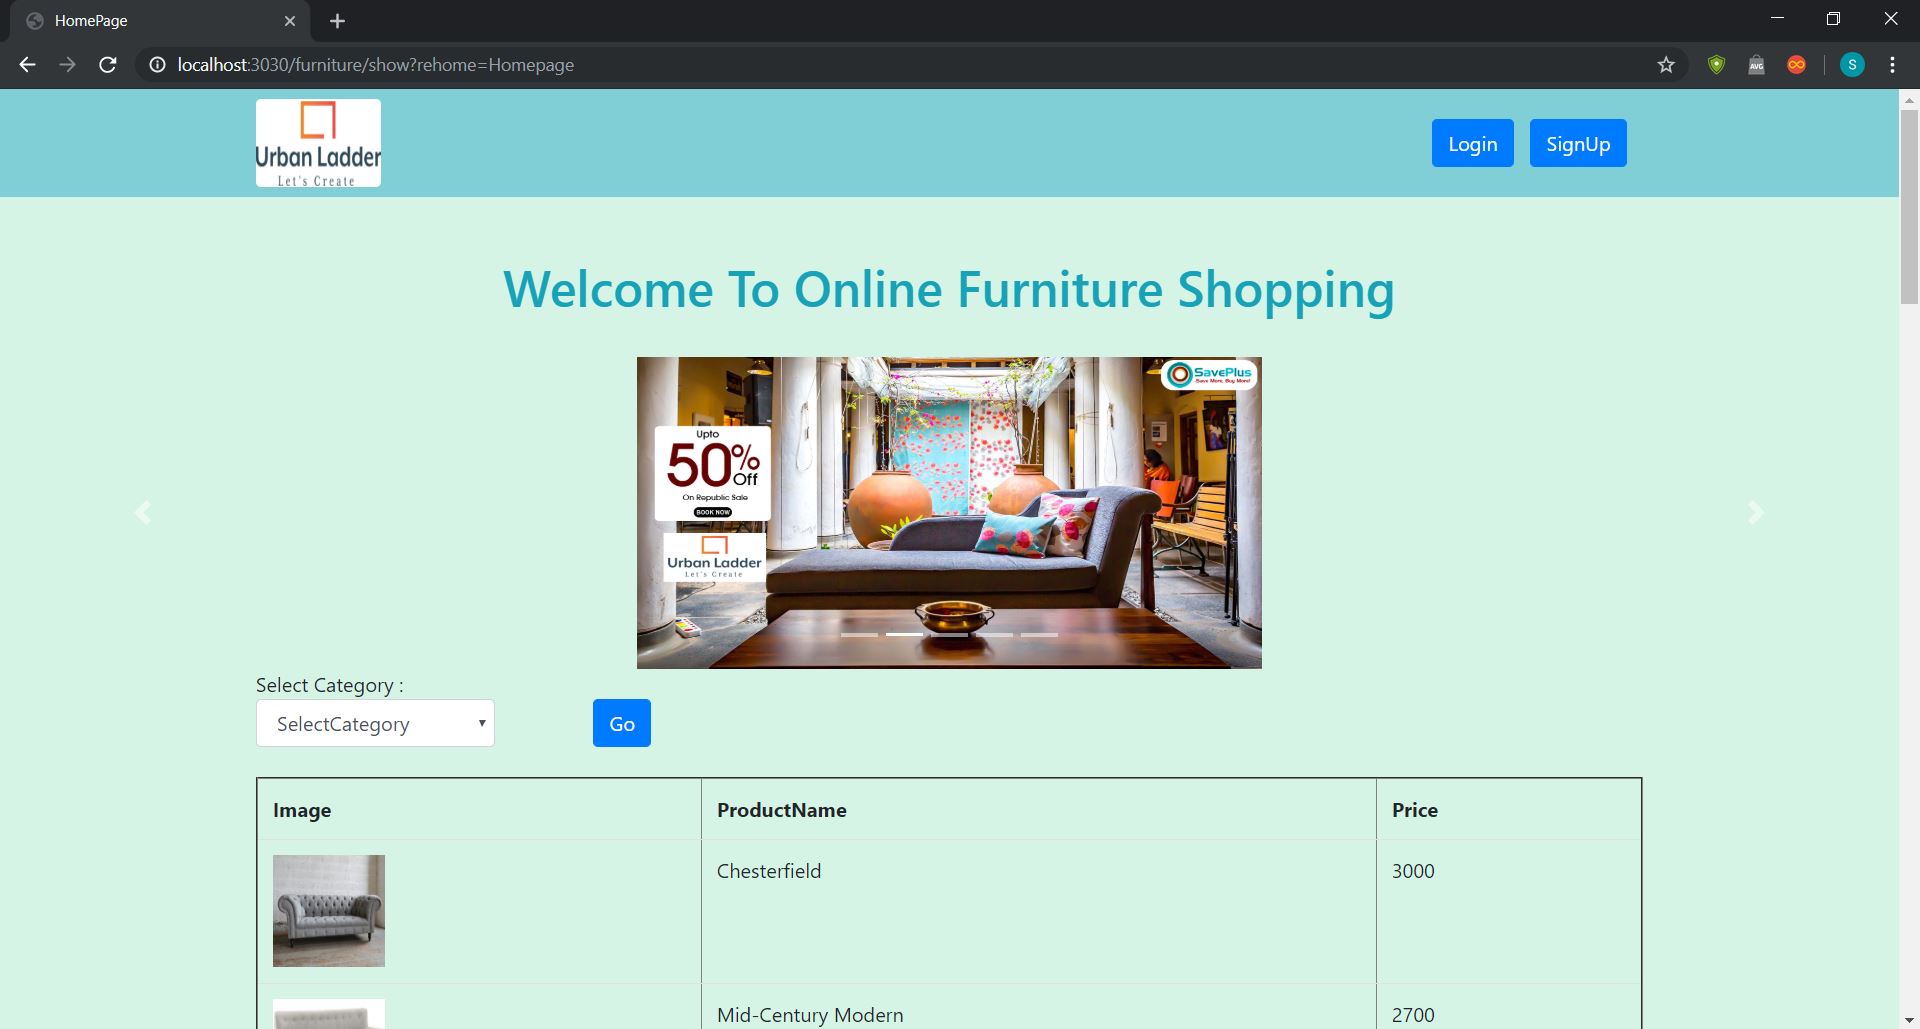 HomePage
localhost:3030/furniture/show?rehome=Homepage
AVG
S
Urban Ladder
Let's Create
Login
SignUp
Welcome To Online Furniture Shopping
SavePlus
Save More, Buy More!
Upto
50% Off
On Republic Sale
BOOK NOW
Urban Ladder
Let's Create
Select Category :
SelectCategory
Go
Image ProductName Price
Chesterfield 3000
Mid-Century Modern 2700